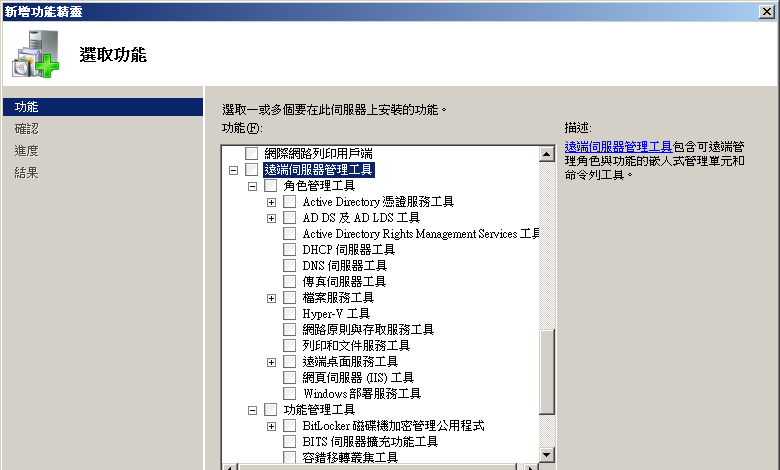 新增功能精靈
選取功能
功能
確認
進度
結果
選取一或多個要在此伺服器上安裝的功能。
功能(F):
網際網路列印用戶端
遠端伺服器管理工具
角色管理工具
Active Directory 憑證服務工具
AD DS 及 AD LDS 工具
Active Directory Rights Management Services 工具
DHCP 伺服器工具
DNS 伺服器工具
傳真伺服器工具
檔案服務工具
Hyper-V 工具
網路原則與存取服務工具
列印和文件服務工具
遠端桌面服務工具
網頁伺服器 (IIS) 工具
Windows 部署服務工具
功能管理工具
BitLocker 磁碟機加密管理公用程式
BITS 伺服器擴充功能工具
容錯移轉叢集工具
描述:
遠端伺服器管理工具包含可遠端管
理角色與功能的嵌入式管理單元和
命令列工具。